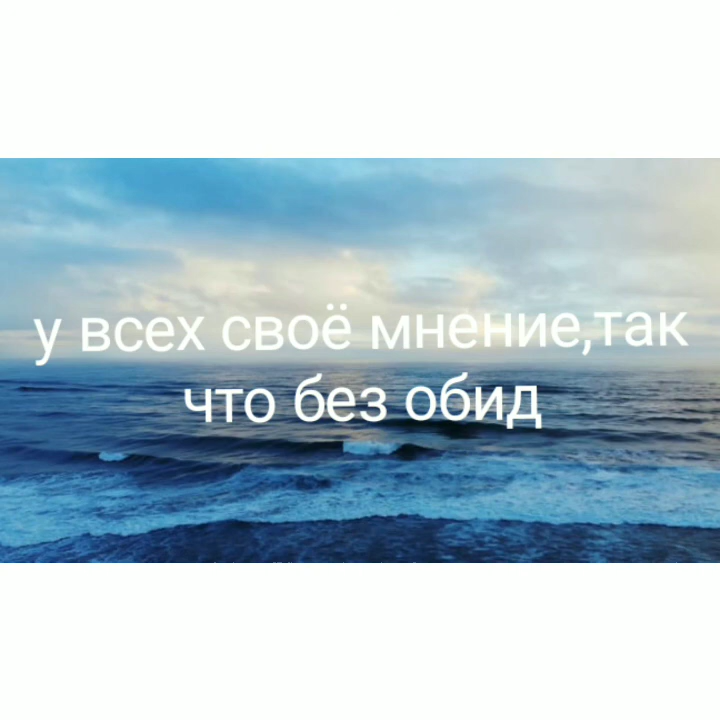 у всех своё мнение,так
что без обид